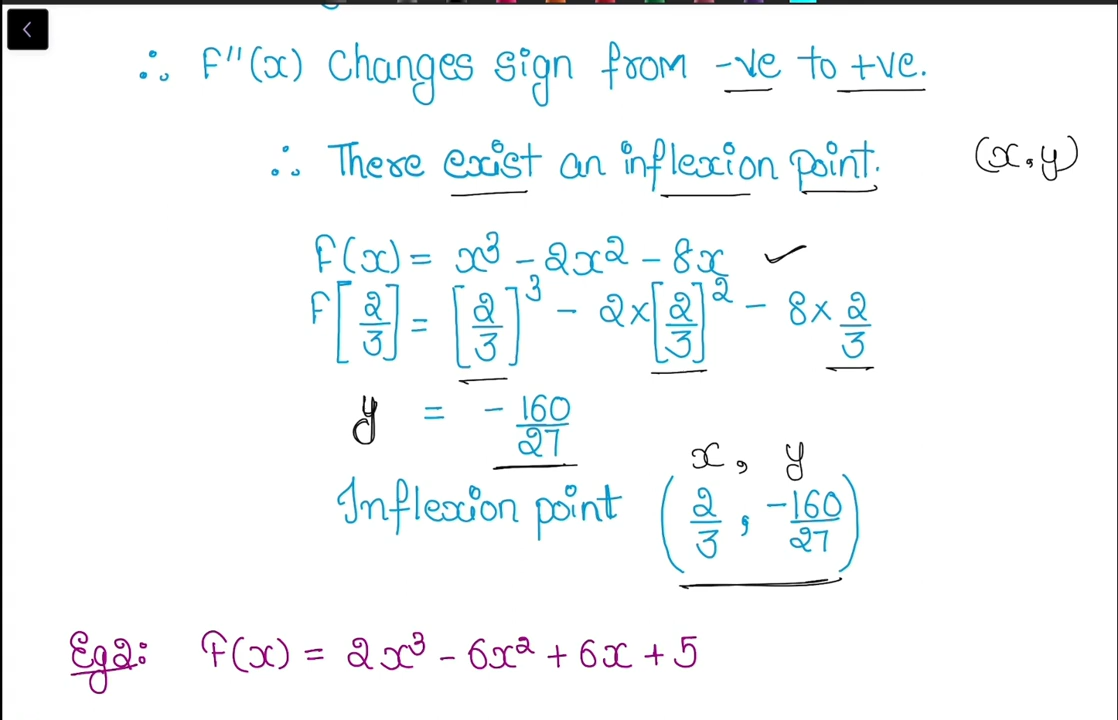 ∴ F''(x) changes sign from -ve to +ve.
∴ There exist an inflexion point. (x,y)
F(x) = x³ - 2x² - 8x ✓
F[2/3] = [2/3]³ - 2×[2/3]² - 8×2/3
y = -160/27
x, y
Inflexion point (2/3, -160/27)
Eg2: F(x) = 2x³ - 6x² + 6x + 5